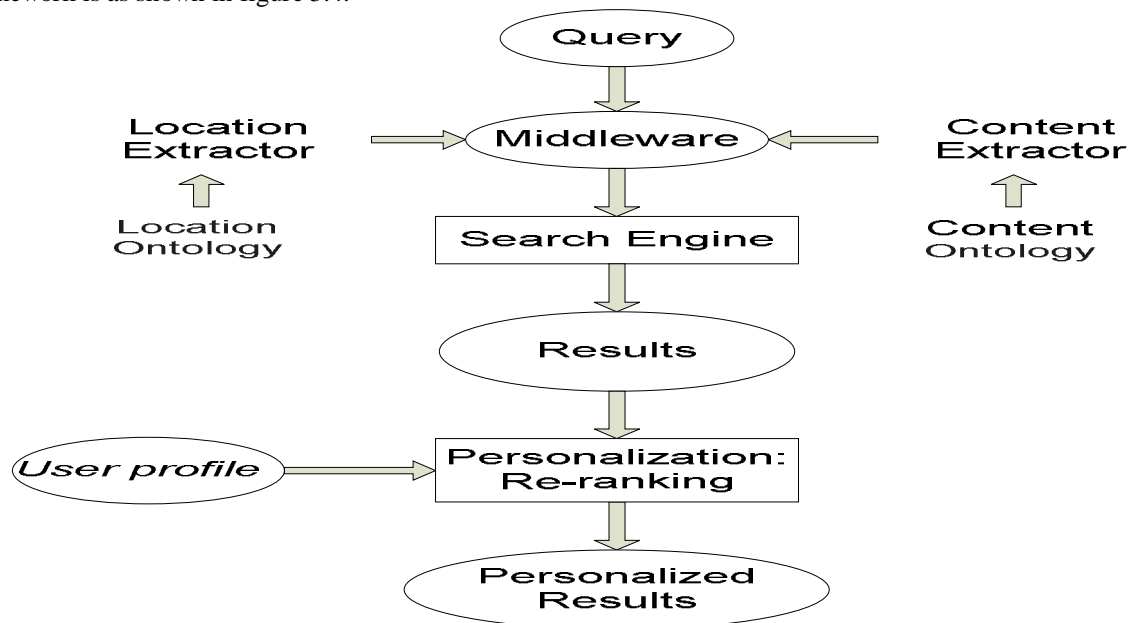 Query
Location
Extractor
Middleware
Content
Extractor
Location
Ontology
Search Engine
Content
Ontology
Results
User profile
Personalization:
Re-ranking
Personalized
Results